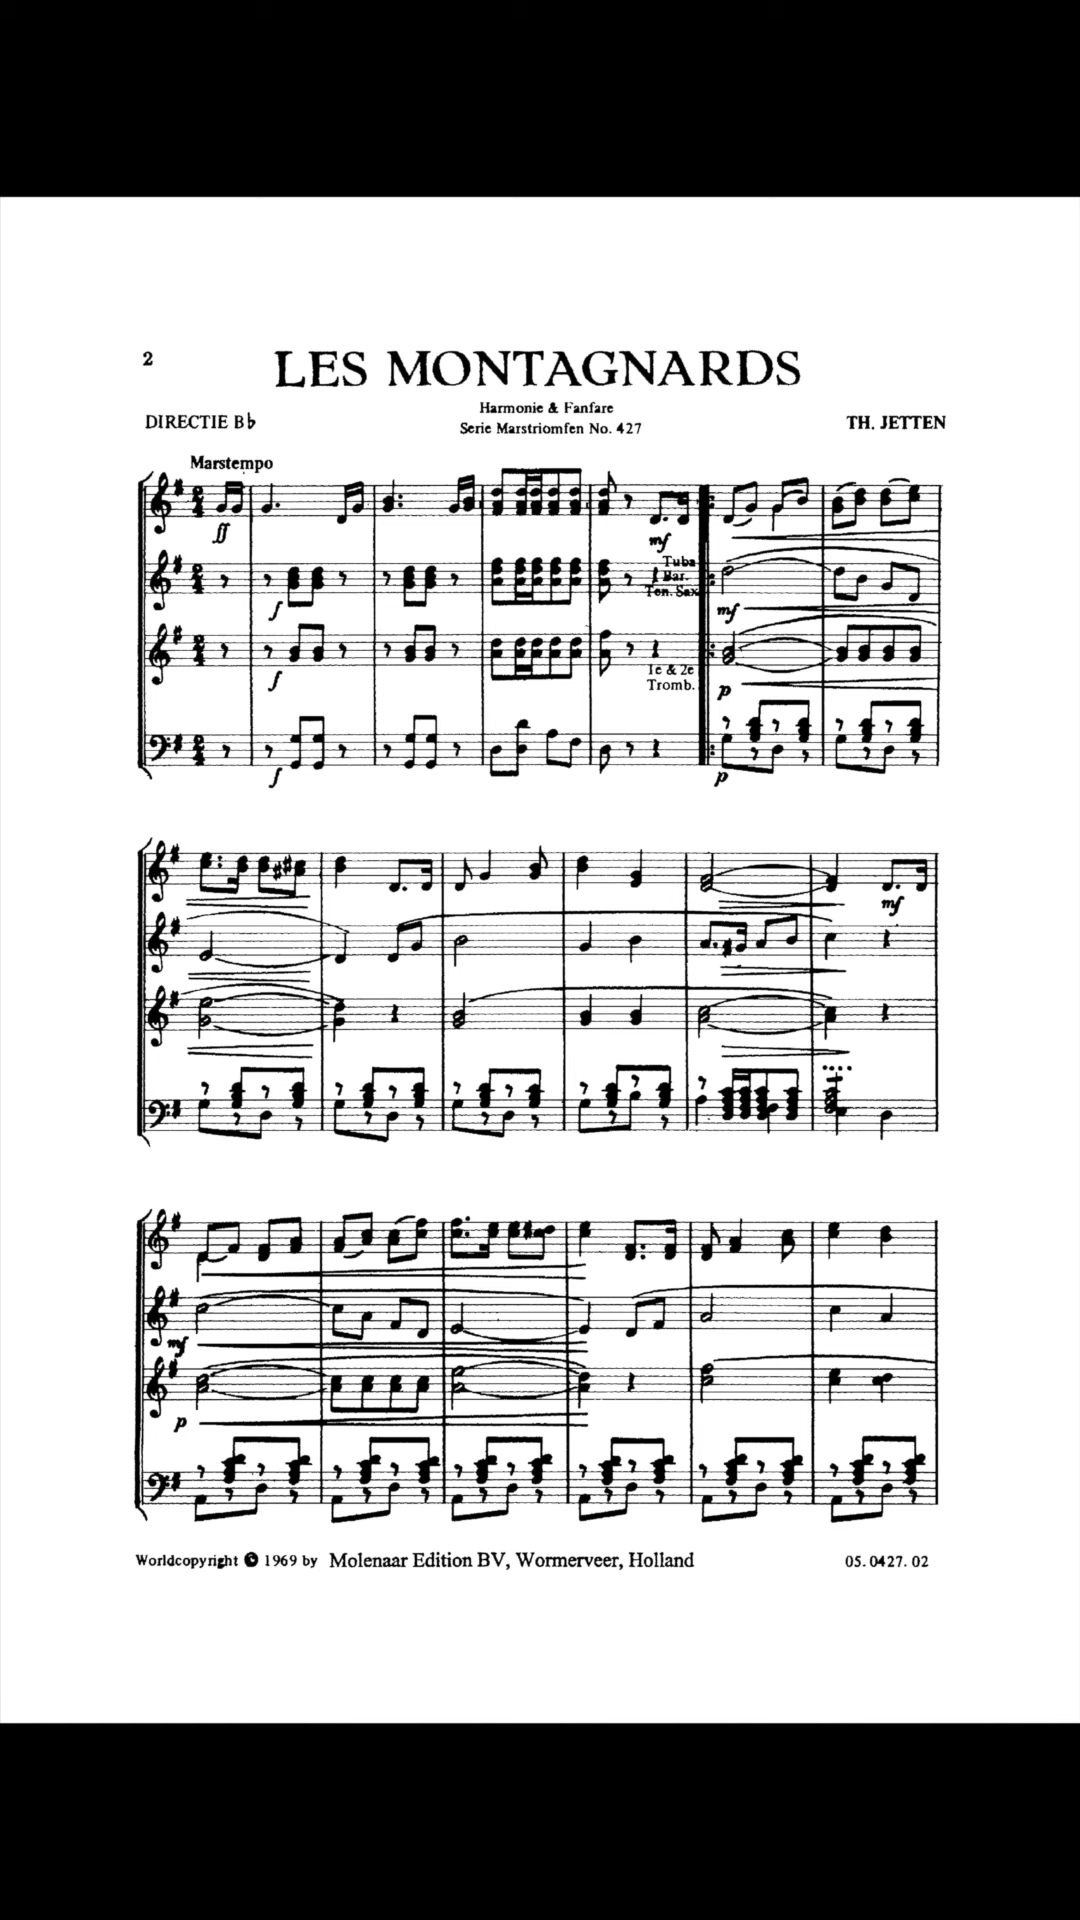 2
LES MONTAGNARDS
Harmonie & Fanfare
DIRECTIE B♭
Serie Marstriomfen No. 427
TH. JETTEN
Marstempo
ff
mf
Tuba
Bar.
Ten. Sax
f
mf
f
1e & 2e
Tromb.
p
f
p
mf
mf
p
Worldcopyright © 1969 by Molenaar Edition BV, Wormerveer, Holland
05.0427.02